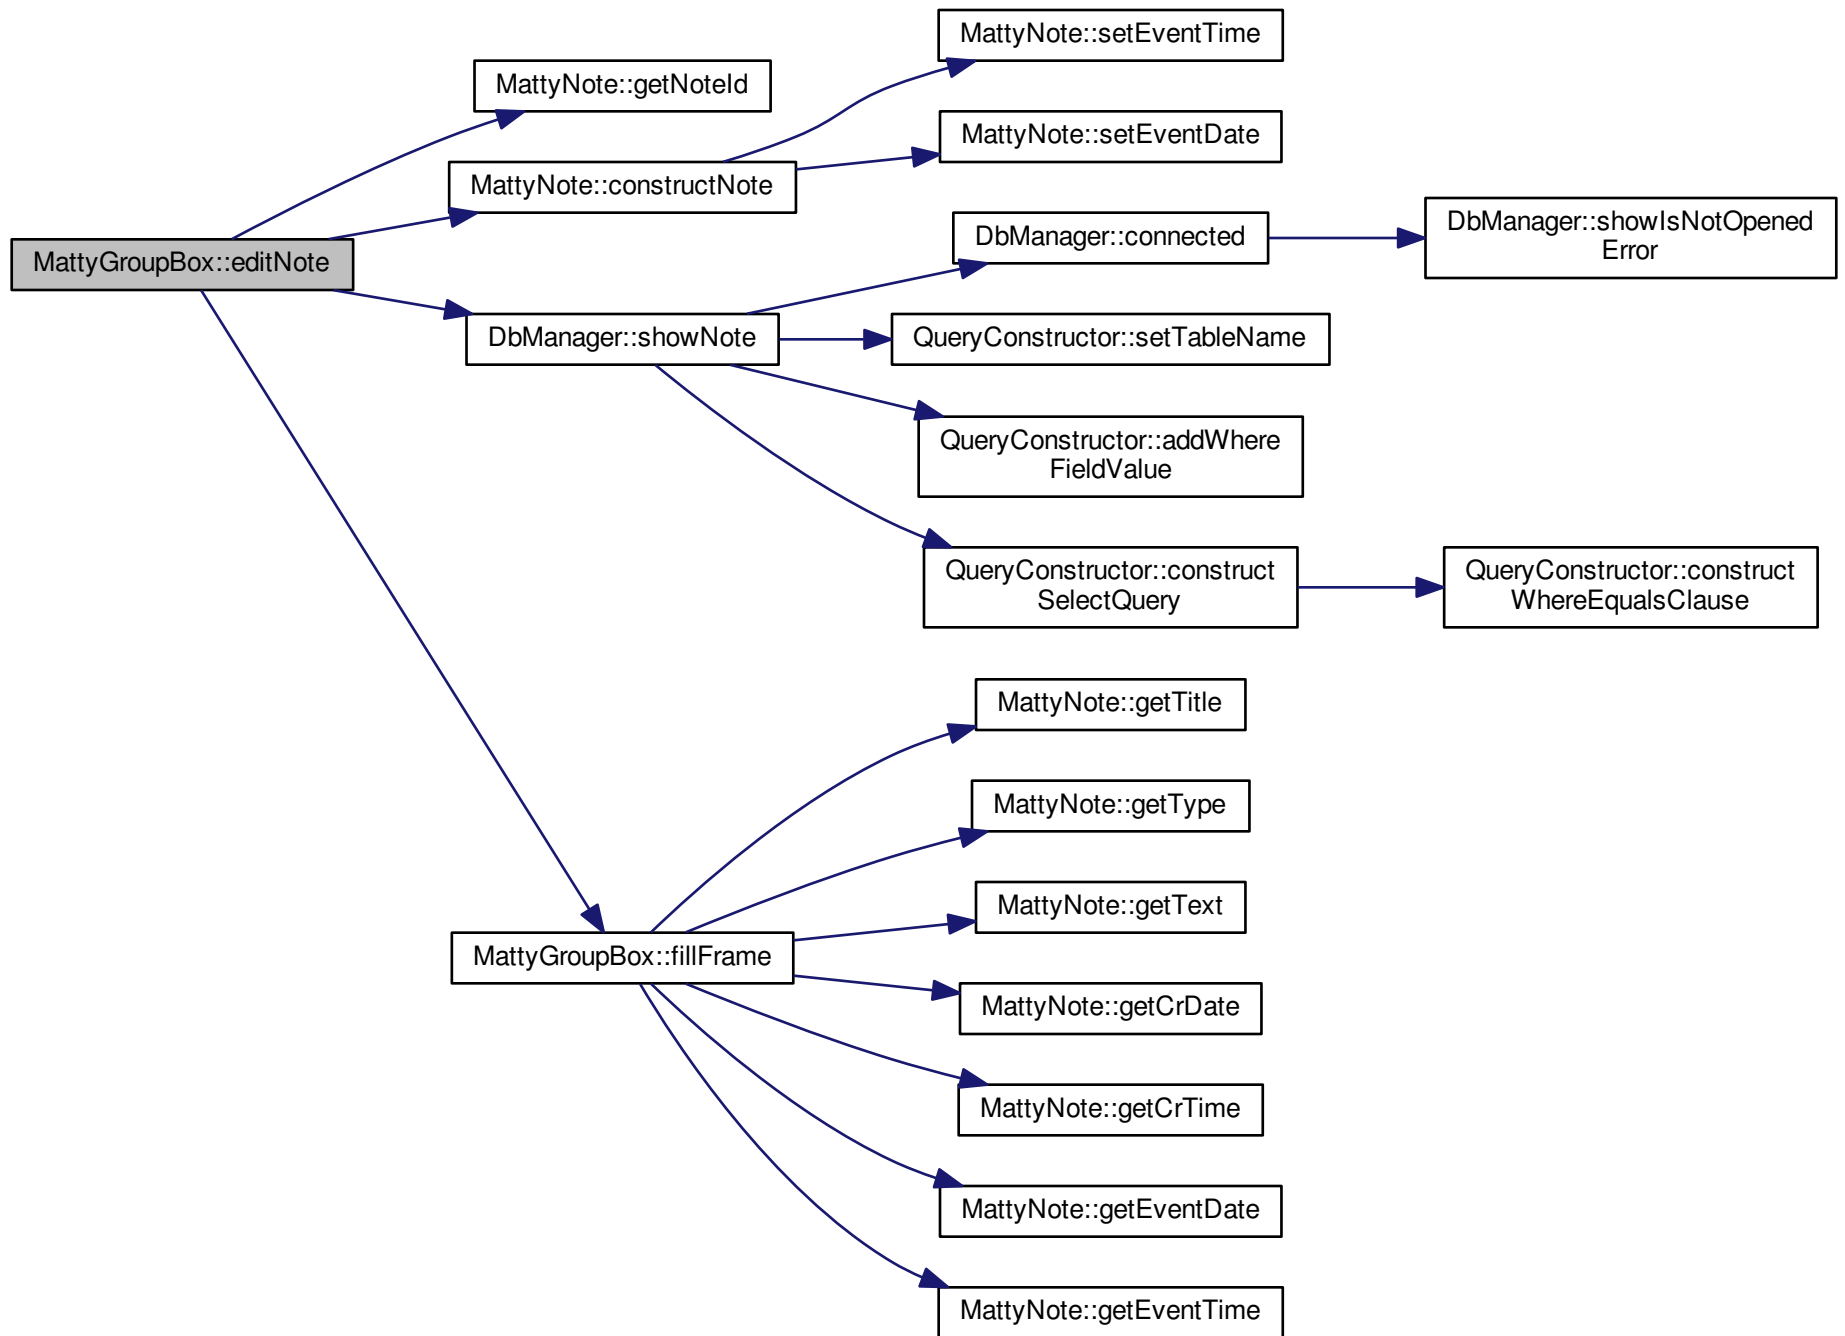 MattyNote::setEventTime
MattyNote::getNoteId
MattyNote::setEventDate
MattyNote::constructNote
DbManager::showIsNotOpened
Error
DbManager::connected
MattyGroupBox::editNote
DbManager::showNote
QueryConstructor::setTableName
QueryConstructor::addWhere
FieldValue
QueryConstructor::construct
SelectQuery
QueryConstructor::construct
WhereEqualsClause
MattyNote::getTitle
MattyNote::getType
MattyNote::getText
MattyGroupBox::fillFrame
MattyNote::getCrDate
MattyNote::getCrTime
MattyNote::getEventDate
MattyNote::getEventTime